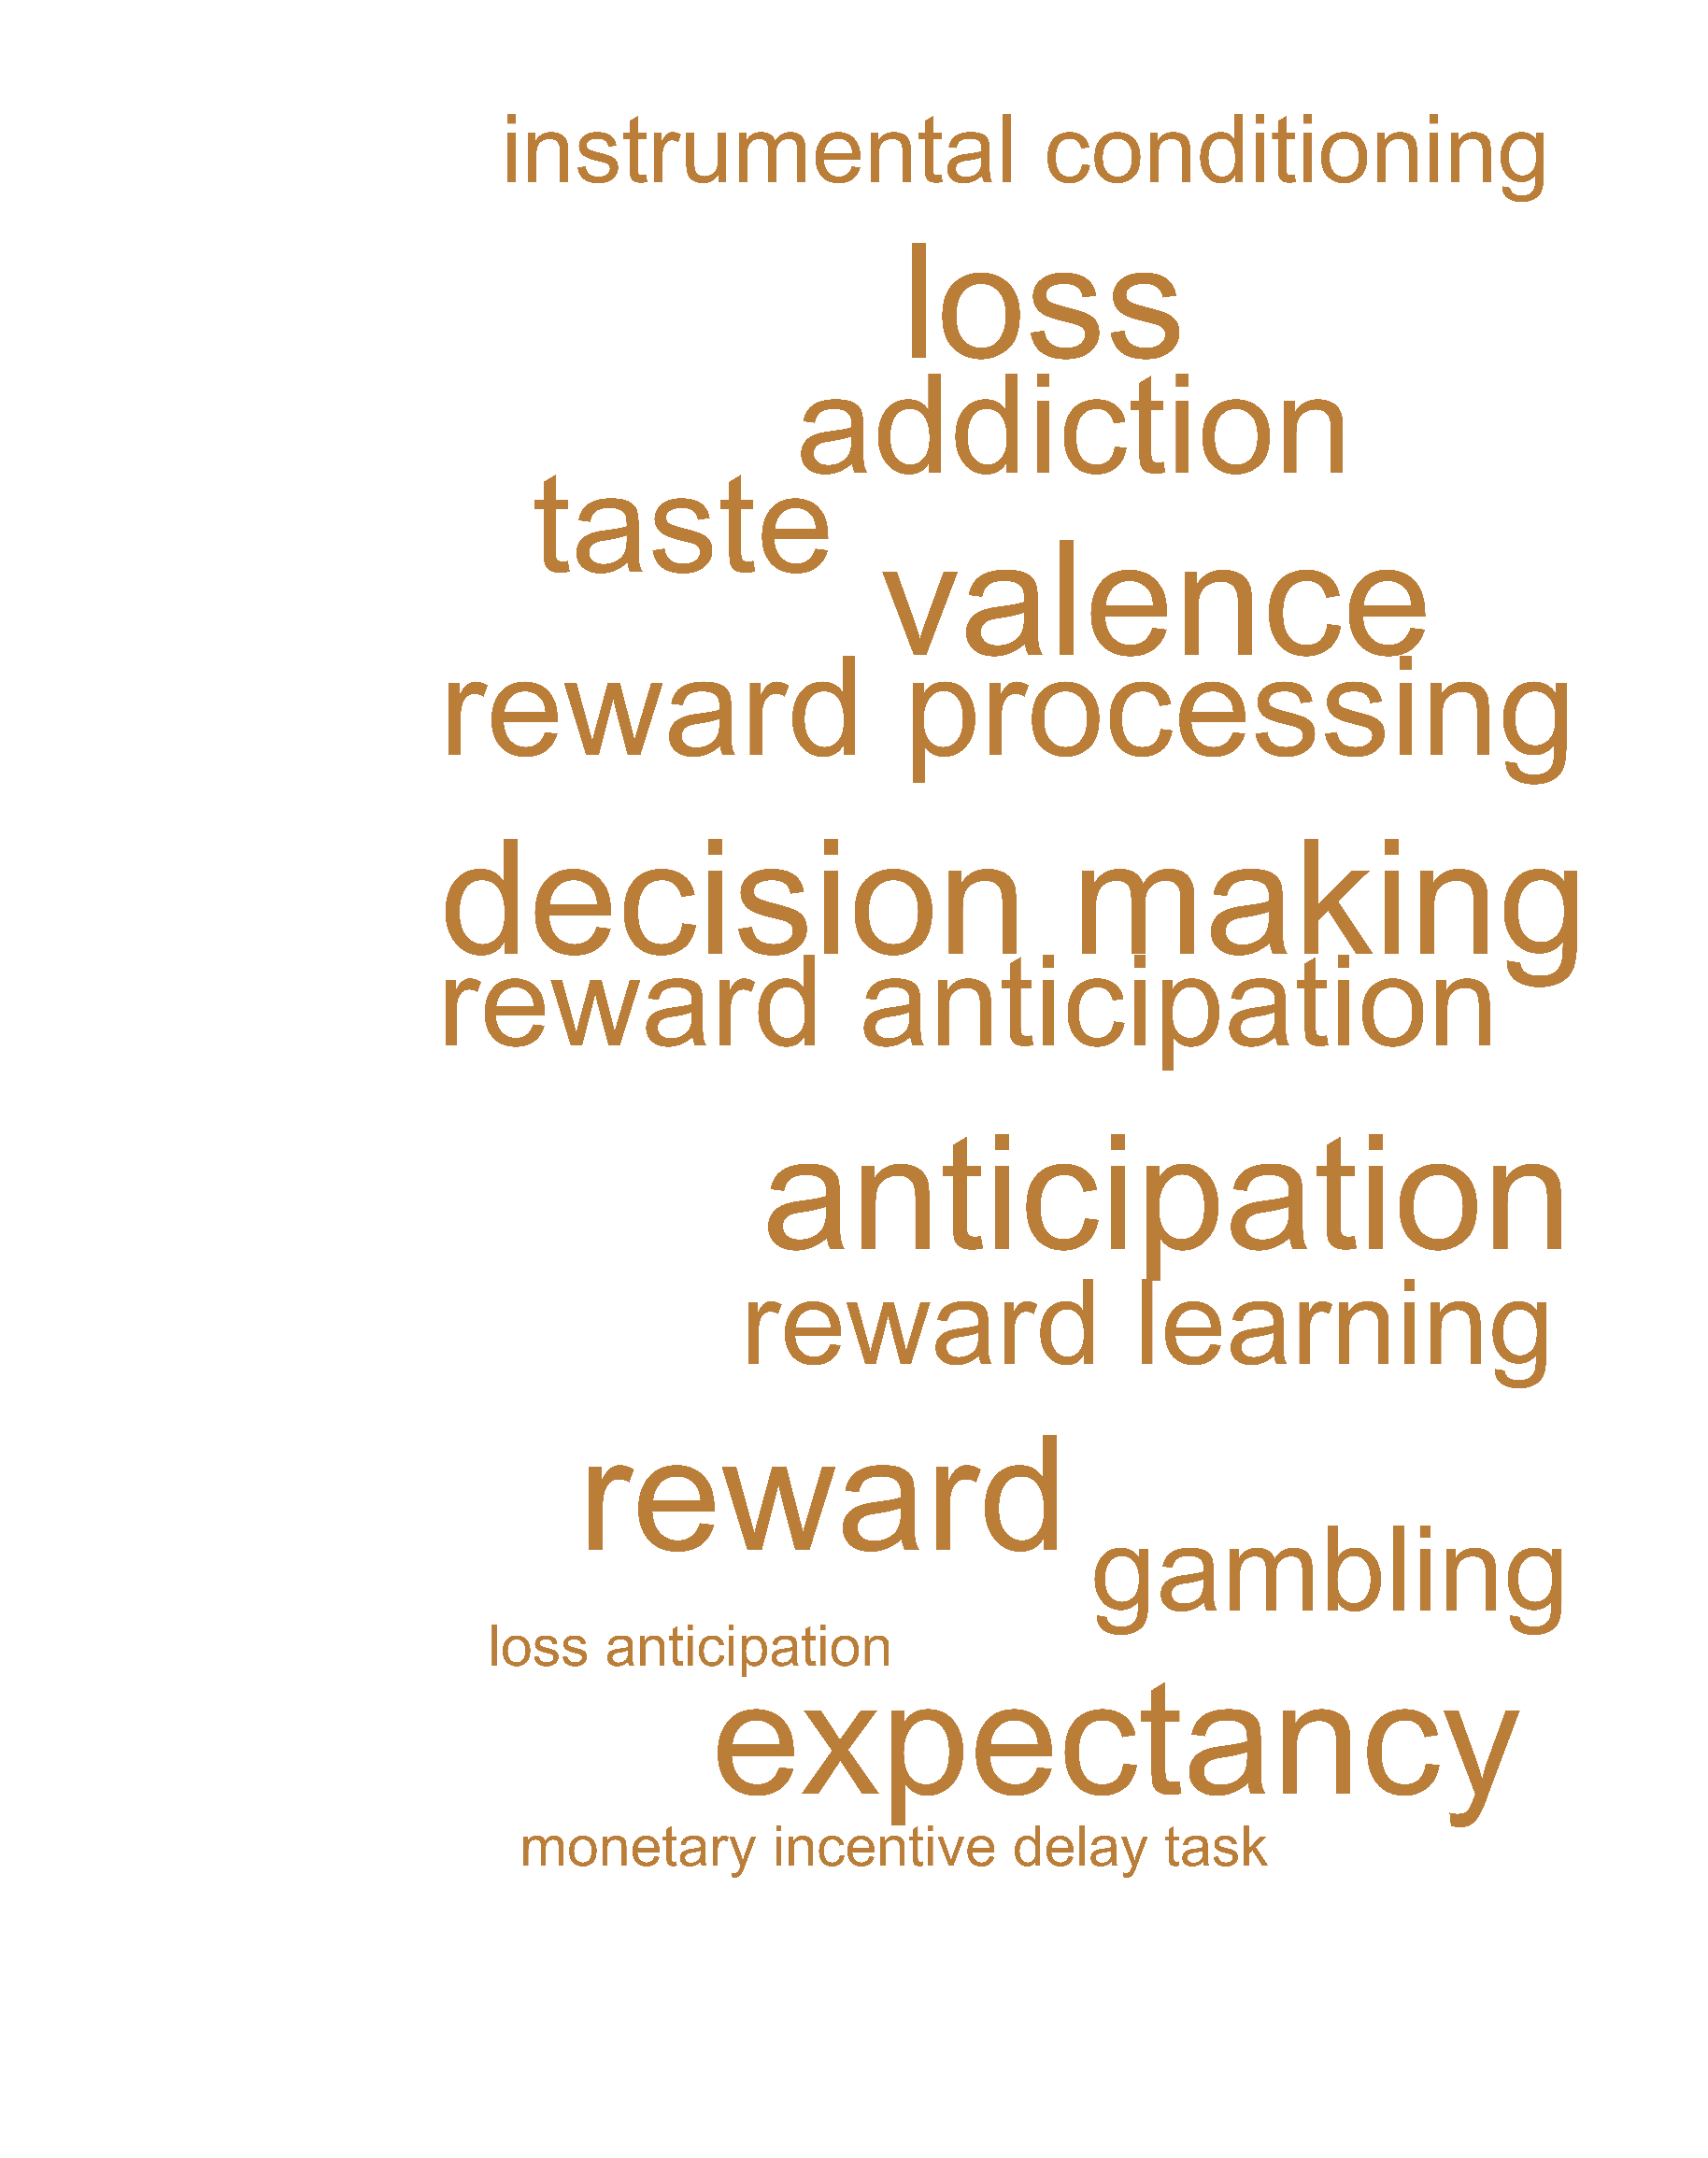 instrumental conditioning
loss
addiction
taste
valence
reward processing
decision making
reward anticipation
anticipation
reward learning
reward
gambling
loss anticipation
expectancy
monetary incentive delay task